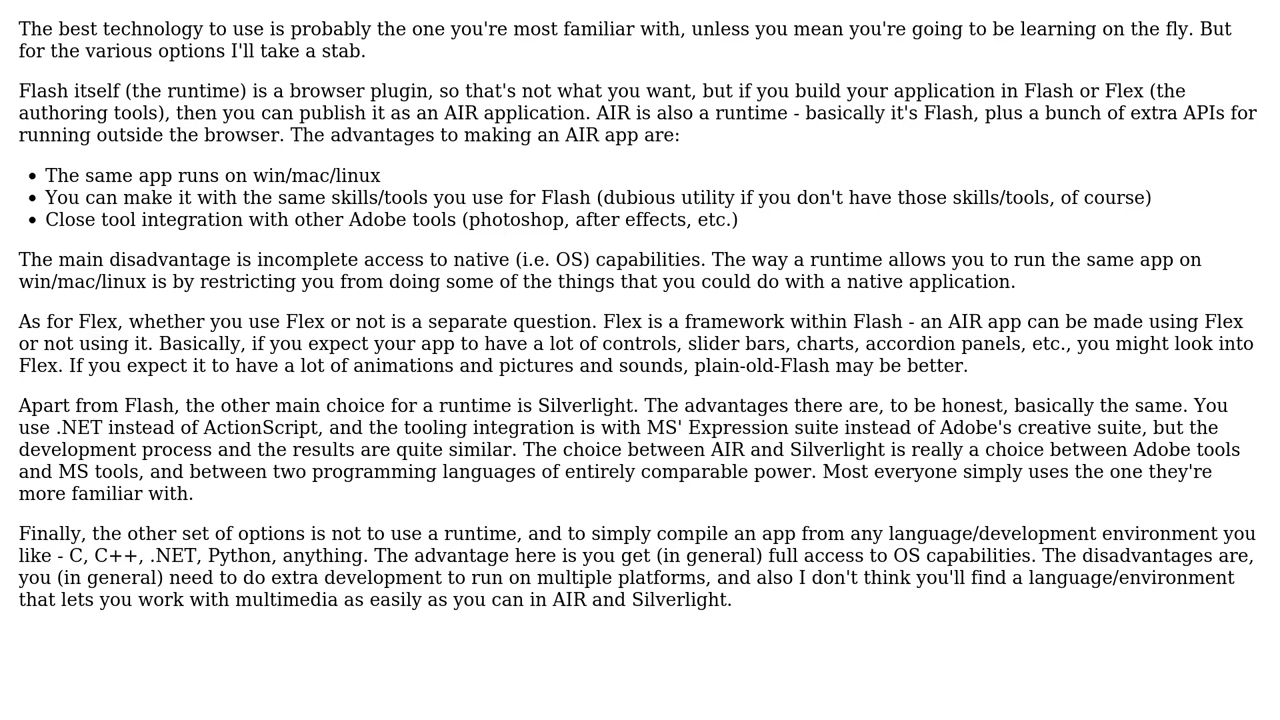 The best technology to use is probably the one you're most familiar with, unless you mean you're going to be learning on the fly. But
for the various options I'll take a stab.
Flash itself (the runtime) is a browser plugin, so that's not what you want, but if you build your application in Flash or Flex (the
authoring tools), then you can publish it as an AIR application. AIR is also a runtime - basically it's Flash, plus a bunch of extra APIs for
running outside the browser. The advantages to making an AIR app are:
• The same app runs on win/mac/linux
• You can make it with the same skills/tools you use for Flash (dubious utility if you don't have those skills/tools, of course)
• Close tool integration with other Adobe tools (photoshop, after effects, etc.)
The main disadvantage is incomplete access to native (i.e. OS) capabilities. The way a runtime allows you to run the same app on
win/mac/linux is by restricting you from doing some of the things that you could do with a native application.
As for Flex, whether you use Flex or not is a separate question. Flex is a framework within Flash - an AIR app can be made using Flex
or not using it. Basically, if you expect your app to have a lot of controls, slider bars, charts, accordion panels, etc., you might look into
Flex. If you expect it to have a lot of animations and pictures and sounds, plain-old-Flash may be better.
Apart from Flash, the other main choice for a runtime is Silverlight. The advantages there are, to be honest, basically the same. You
use .NET instead of ActionScript, and the tooling integration is with MS' Expression suite instead of Adobe's creative suite, but the
development process and the results are quite similar. The choice between AIR and Silverlight is really a choice between Adobe tools
and MS tools, and between two programming languages of entirely comparable power. Most everyone simply uses the one they're
more familiar with.
Finally, the other set of options is not to use a runtime, and to simply compile an app from any language/development environment you
like - C, C++, .NET, Python, anything. The advantage here is you get (in general) full access to OS capabilities. The disadvantages are,
you (in general) need to do extra development to run on multiple platforms, and also I don't think you'll find a language/environment
that lets you work with multimedia as easily as you can in AIR and Silverlight.